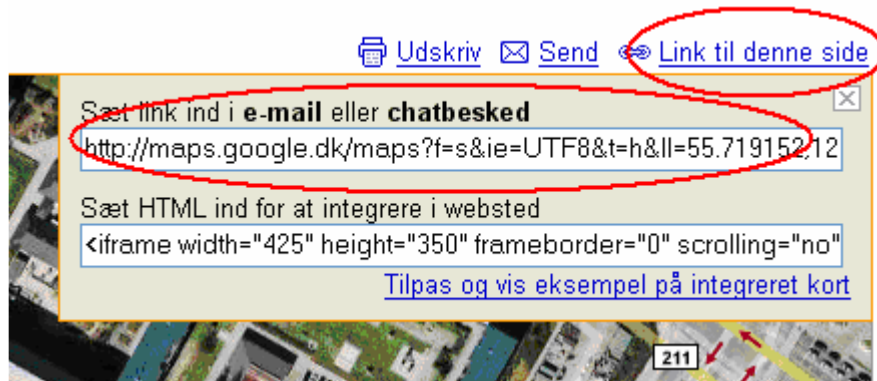 Udskriv Send Link til denne side
Sæt link ind i e-mail eller chatbesked
http://maps.google.dk/maps?f=s&ie=UTF8&t=h&ll=55.719152,12
Sæt HTML ind for at integrere i websted
<iframe width="425" height="350" frameborder="0" scrolling="no"
Tilpas og vis eksempel på integreret kort
211